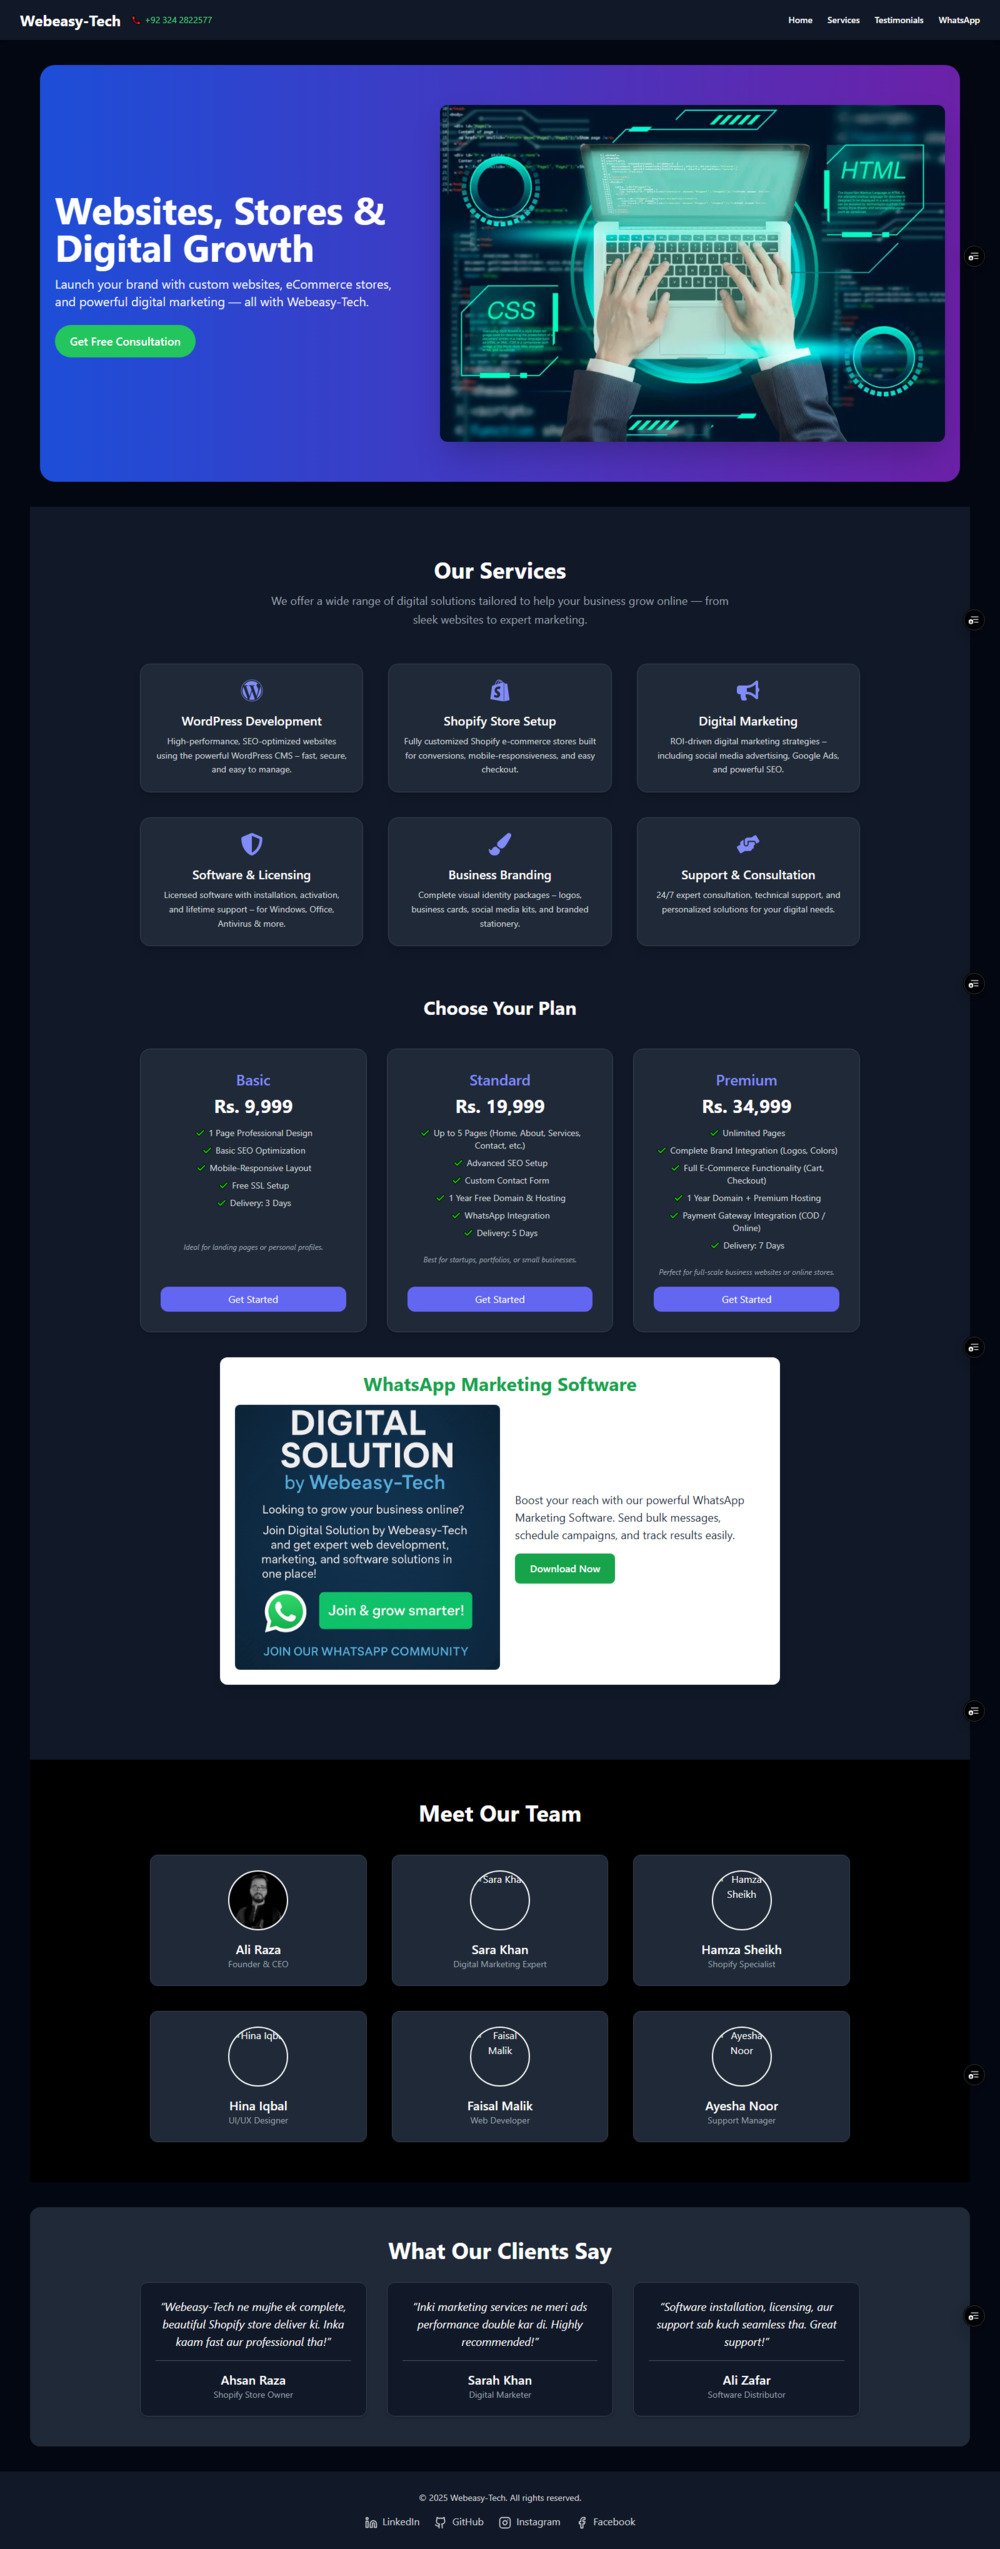 Webeasy-Tech
+92 324 2822577
Home
Services
Testimonials
WhatsApp
Websites, Stores &
Digital Growth
Launch your brand with custom websites, eCommerce stores,
and powerful digital marketing — all with Webeasy-Tech.
Get Free Consultation
HTML
CSS
Our Services
We offer a wide range of digital solutions tailored to help your business grow online — from
sleek websites to expert marketing.
WordPress Development
High-performance, SEO-optimized websites
using the powerful WordPress CMS – fast, secure,
and easy to manage.
Shopify Store Setup
Fully customized Shopify e-commerce stores built
for conversions, mobile-responsiveness, and easy
checkout.
Digital Marketing
ROI-driven digital marketing strategies –
including social media advertising, Google Ads,
and powerful SEO.
Software & Licensing
Licensed software with installation, activation,
and lifetime support – for Windows, Office,
Antivirus & more.
Business Branding
Complete visual identity packages – logos,
business cards, social media kits, and branded
stationery.
Support & Consultation
24/7 expert consultation, technical support, and
personalized solutions for your digital needs.
Choose Your Plan
Basic
Rs. 9,999
1 Page Professional Design
Basic SEO Optimization
Mobile-Responsive Layout
Free SSL Setup
Delivery: 3 Days
Ideal for landing pages or personal profiles.
Get Started
Standard
Rs. 19,999
Up to 5 Pages (Home, About, Services,
Contact, etc.)
Advanced SEO Setup
Custom Contact Form
1 Year Free Domain & Hosting
WhatsApp Integration
Delivery: 5 Days
Best for startups, portfolios, or small businesses.
Get Started
Premium
Rs. 34,999
Unlimited Pages
Complete Brand Integration (Logos, Colors)
Full E-Commerce Functionality (Cart,
Checkout)
1 Year Domain + Premium Hosting
Payment Gateway Integration (COD /
Online)
Delivery: 7 Days
Perfect for full-scale business websites or online stores.
Get Started
WhatsApp Marketing Software
DIGITAL
SOLUTION
by Webeasy-Tech
Looking to grow your business online?
Join Digital Solution by Webeasy-Tech
and get expert web development,
marketing, and software solutions in
one place!
Join & grow smarter!
JOIN OUR WHATSAPP COMMUNITY
Boost your reach with our powerful WhatsApp
Marketing Software. Send bulk messages,
schedule campaigns, and track results easily.
Download Now
Meet Our Team
Ali Raza
Founder & CEO
Sara Kha
Sara Khan
Digital Marketing Expert
Hamza
Sheikh
Hamza Sheikh
Shopify Specialist
Hina Iqb
Hina Iqbal
UI/UX Designer
Faisal
Malik
Faisal Malik
Web Developer
Ayesha
Noor
Ayesha Noor
Support Manager
What Our Clients Say
"Webeasy-Tech ne mujhe ek complete,
beautiful Shopify store deliver ki. Inka
kaam fast aur professional tha!"
Ahsan Raza
Shopify Store Owner
"Inki marketing services ne meri ads
performance double kar di. Highly
recommended!"
Sarah Khan
Digital Marketer
"Software installation, licensing, aur
support sab kuch seamless tha. Great
support!"
Ali Zafar
Software Distributor
© 2025 Webeasy-Tech. All rights reserved.
LinkedIn
GitHub
Instagram
Facebook